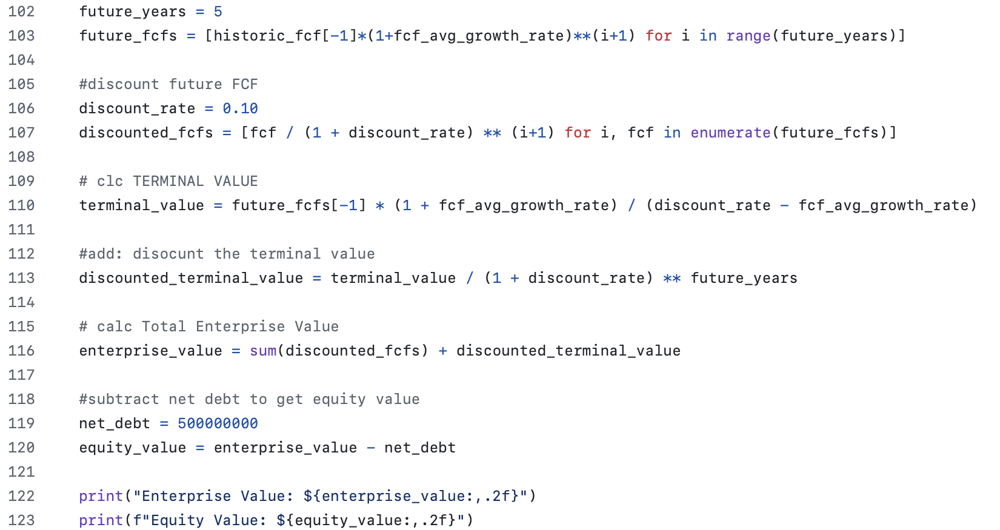 102 future_years = 5
103 future_fcfs = [historic_fcf[-1]*(1+fcf_avg_growth_rate)**(i+1) for i in range(future_years)]
104
105 #discount future FCF
106 discount_rate = 0.10
107 discounted_fcfs = [fcf / (1 + discount_rate) ** (i+1) for i, fcf in enumerate(future_fcfs)]
108
109 # clc TERMINAL VALUE
110 terminal_value = future_fcfs[-1] * (1 + fcf_avg_growth_rate) / (discount_rate - fcf_avg_growth_rate)
111
112 #add: disocunt the terminal value
113 discounted_terminal_value = terminal_value / (1 + discount_rate) ** future_years
114
115 # calc Total Enterprise Value
116 enterprise_value = sum(discounted_fcfs) + discounted_terminal_value
117
118 #subtract net debt to get equity value
119 net_debt = 500000000
120 equity_value = enterprise_value - net_debt
121
122 print("Enterprise Value: ${enterprise_value:,.2f}")
123 print(f"Equity Value: ${equity_value:,.2f}")